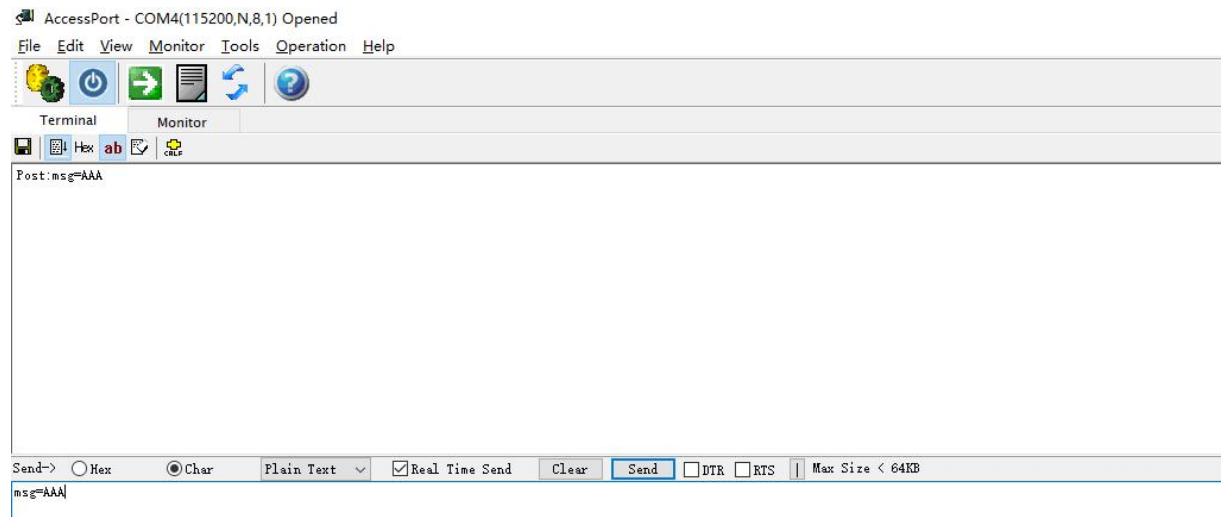 AccessPort - COM4(115200,N,8,1) Opened
File Edit View Monitor Tools Operation Help
Terminal Monitor
Hex ab CRLF
Post:msg=AAA
Send-> Hex Char Plain Text Real Time Send Clear Send DTR RTS | Max Size < 64KB
msg=AAA